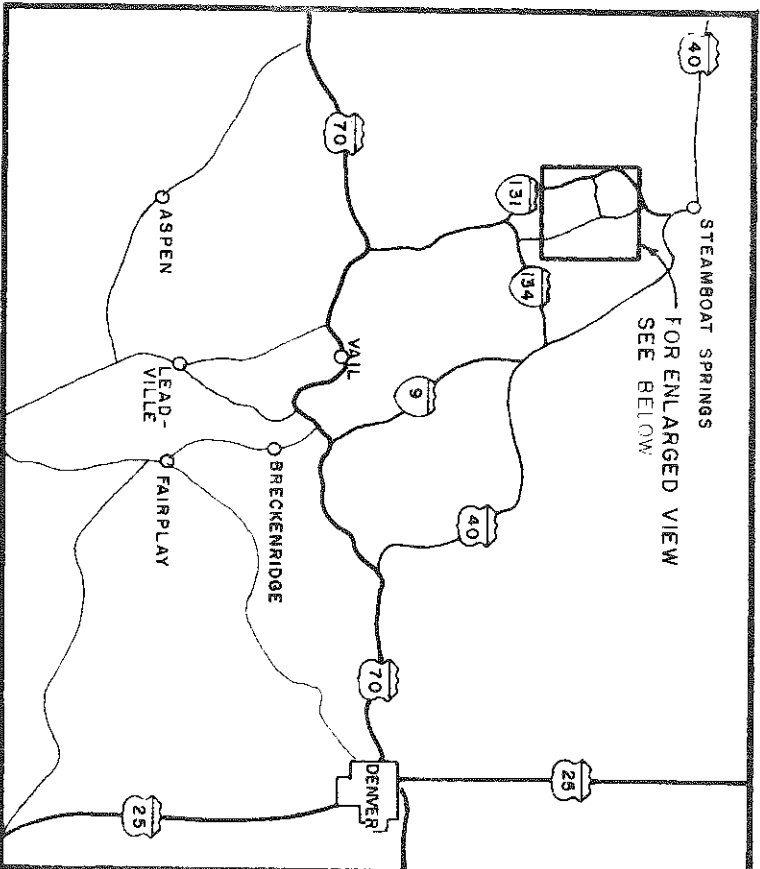 40
STEAMBOAT SPRINGS
FOR ENLARGED VIEW
SEE BELOW
131
134
70
9
40
VAIL
ASPEN
LEAD-
VILLE
BRECKENRIDGE
FAIRPLAY
70
25
DENVER
25